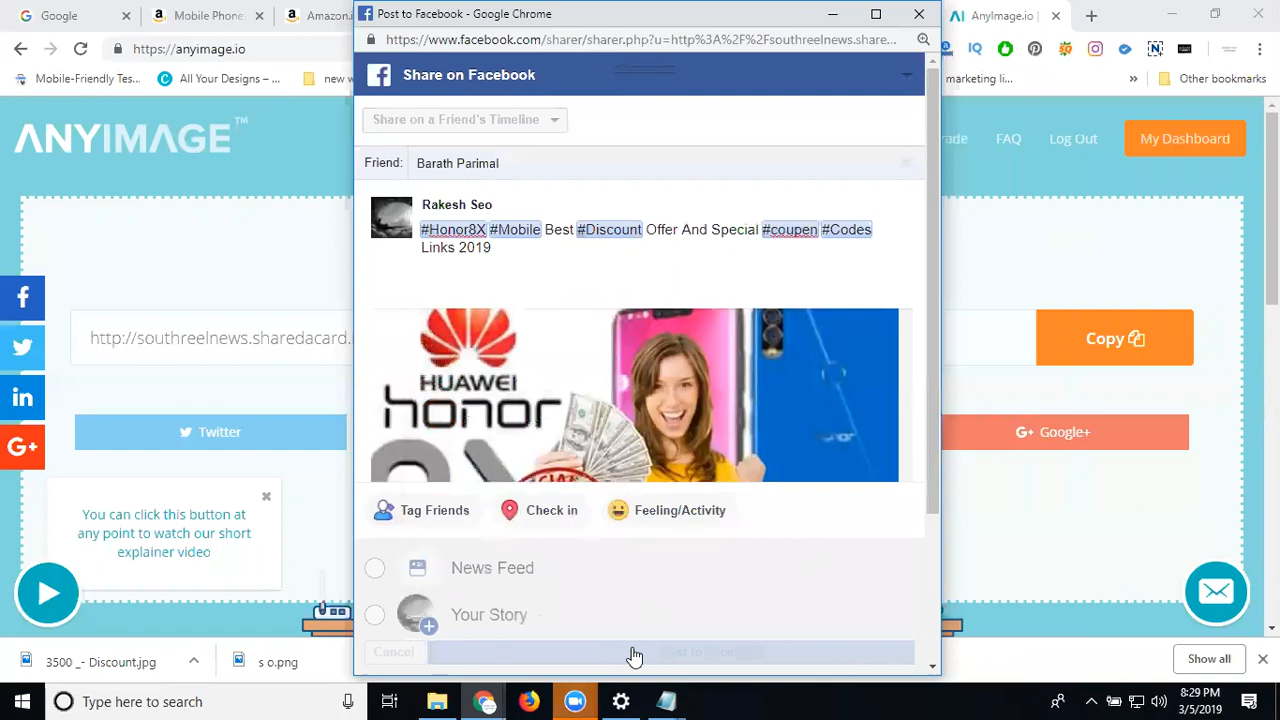 Google
Mobile Phone
Amazon.
Post to Facebook - Google Chrome
AnyImage.io |
https://anyimage.io
https://www.facebook.com/sharer/sharer.php?u=http%3A%2F%2Fsouthreelnews.share...
Mobile-Friendly Tes...
All Your Designs -...
new w
marketing li...
Other bookmarks
Share on Facebook
ANYIMAGE™
FAQ
Log Out
My Dashboard
Share on a Friend's Timeline
Friend:
Barath Parimal
Rakesh Seo
#Honor8X #Mobile Best #Discount Offer And Special #coupen #Codes
Links 2019
http://southreelnews.sharedacard.
Copy
HUAWEI
honor
Twitter
G+ Google+
You can click this button at
any point to watch our short
explainer video
Tag Friends
Check in
Feeling/Activity
News Feed
Your Story
Cancel
3500 _- Discount.jpg
s o.png
Show all
Type here to search
8:29 PM
3/5/2019